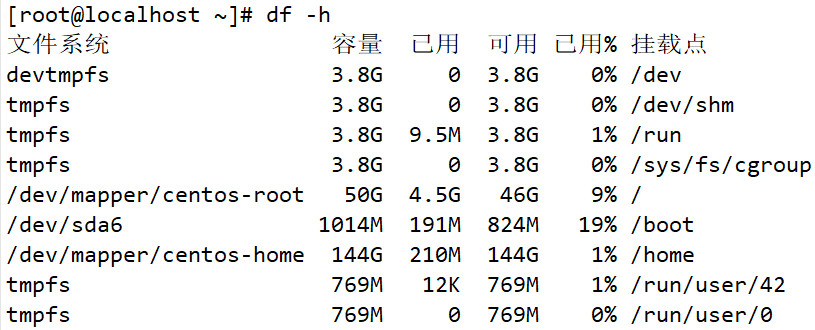 [root@localhost ~]# df -h
文件系统 容量 已用 可用 已用% 挂载点
devtmpfs 3.8G 0 3.8G 0% /dev
tmpfs 3.8G 0 3.8G 0% /dev/shm
tmpfs 3.8G 9.5M 3.8G 1% /run
tmpfs 3.8G 0 3.8G 0% /sys/fs/cgroup
/dev/mapper/centos-root 50G 4.5G 46G 9% /
/dev/sda6 1014M 191M 824M 19% /boot
/dev/mapper/centos-home 144G 210M 144G 1% /home
tmpfs 769M 12K 769M 1% /run/user/42
tmpfs 769M 0 769M 0% /run/user/0